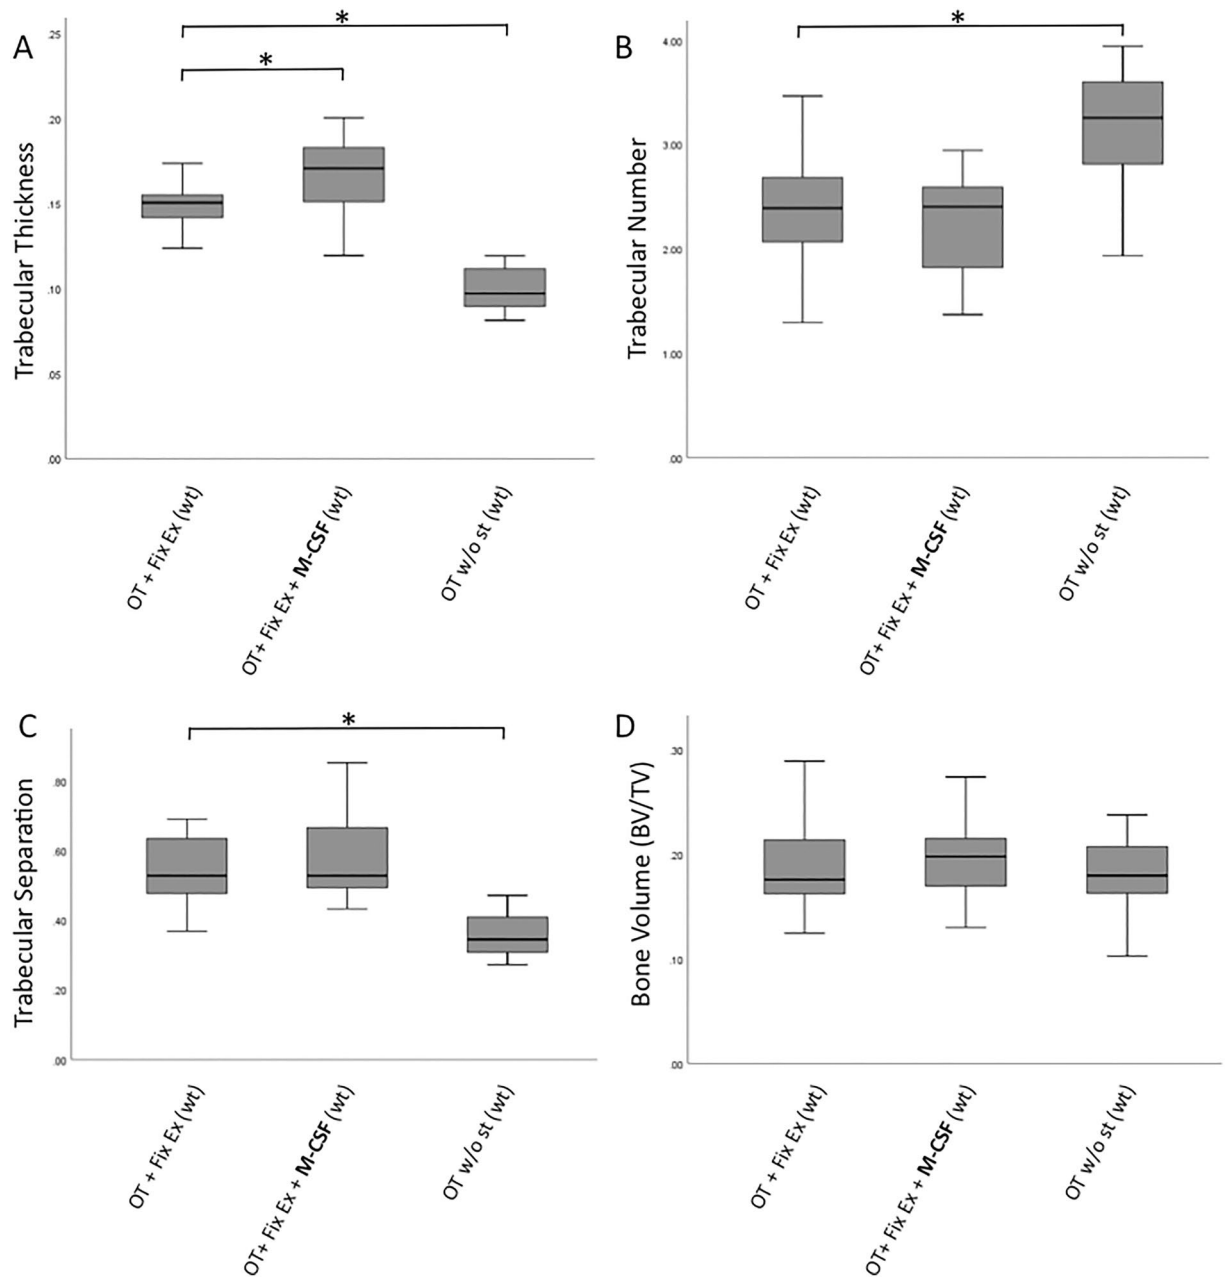 A
*
*
.25
.20
.15
.10
.05
.00
Trabecular Thickness
OT + Fix Ex (wt)
OT+ Fix Ex + M-CSF (wt)
OT w/o st (wt)
B
*
4.00
3.00
2.00
1.00
.00
Trabecular Number
OT + Fix Ex (wt)
OT+ Fix Ex + M-CSF (wt)
OT w/o st (wt)
C
*
.80
.60
.40
.20
.00
Trabecular Separation
OT + Fix Ex (wt)
OT+ Fix Ex + M-CSF (wt)
OT w/o st (wt)
D
.30
.20
.10
.00
Bone Volume (BV/TV)
OT + Fix Ex (wt)
OT+ Fix Ex + M-CSF (wt)
OT w/o st (wt)